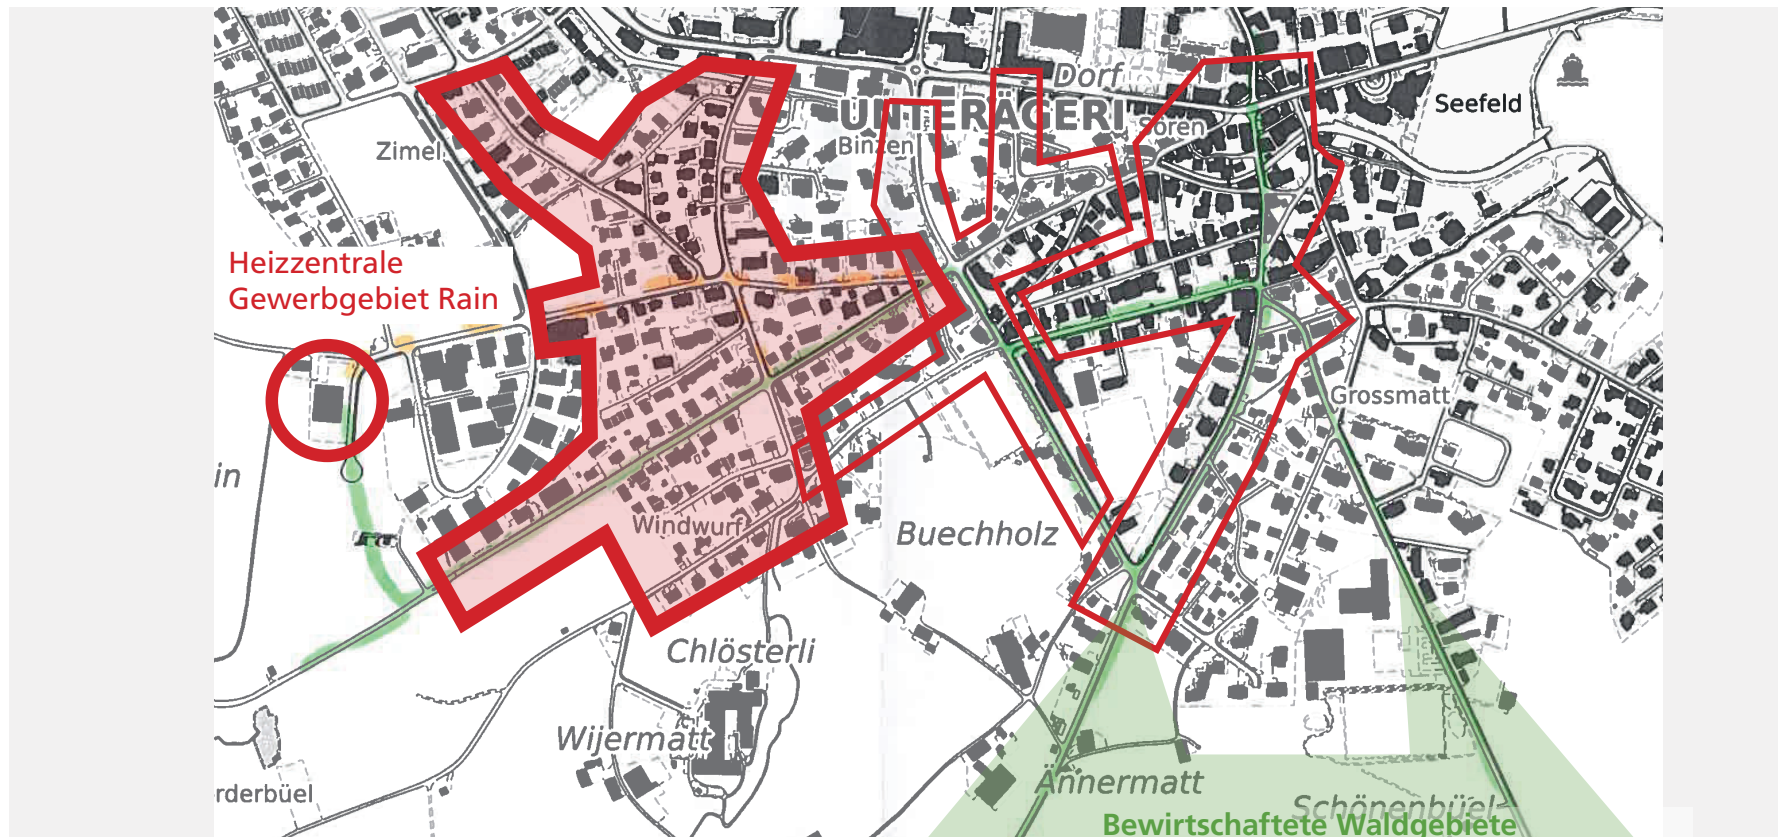 Dorf
UNTERÄGERI
Seefeld
Sören
Binzen
Zimel
Heizzentrale
Gewerbgebiet Rain
Grossmatt
in
Windwurf
Buechholz
Chlösterli
Wijermatt
Ännermatt
rderbüel
Schönenbüel
Bewirtschaftete Waldgebiete